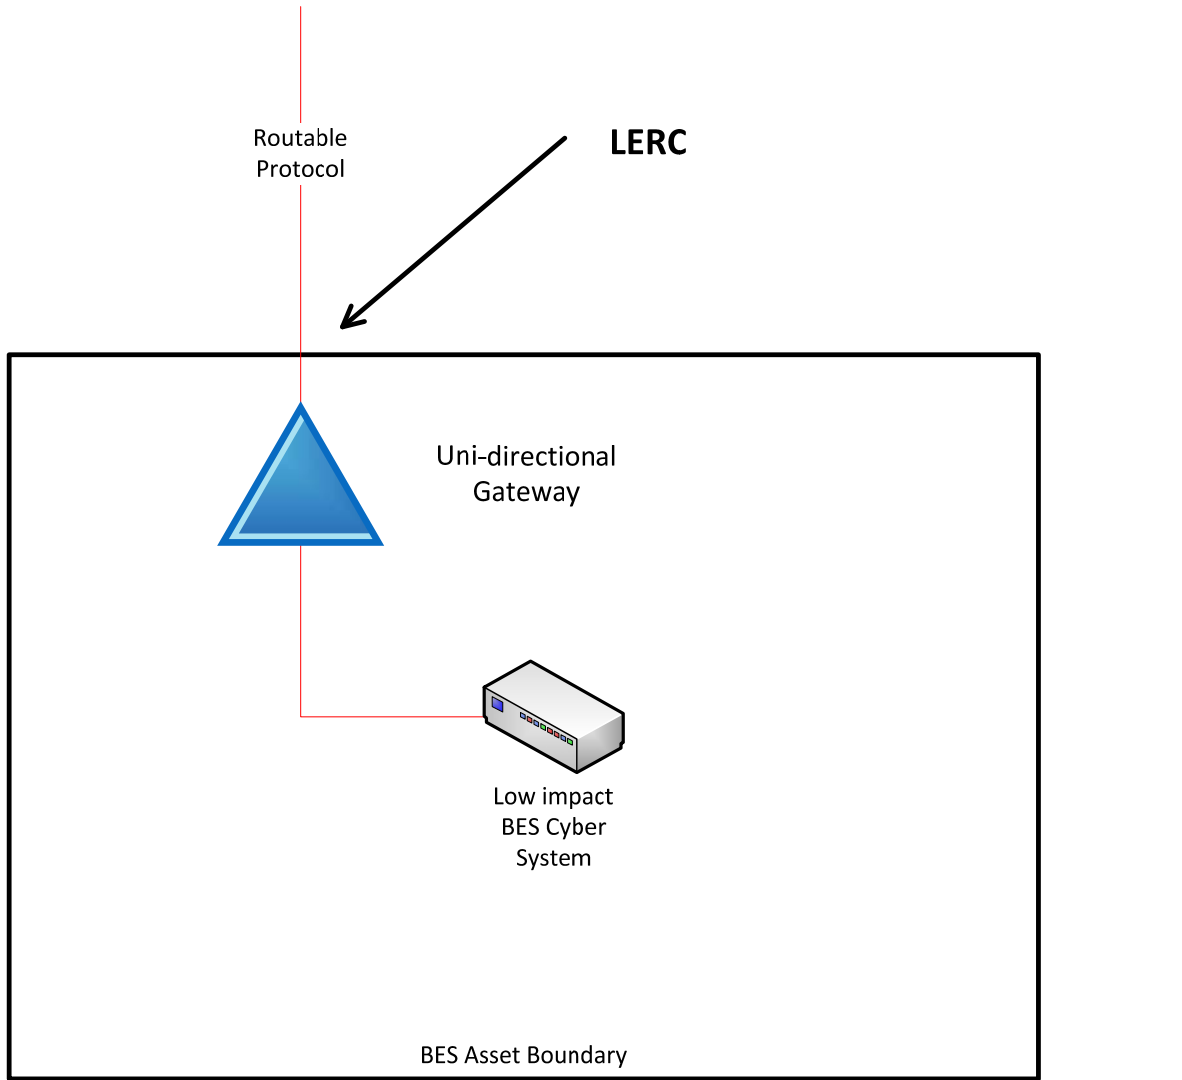 Routable
Protocol
LERC
Uni-directional
Gateway
Low impact
BES Cyber
System
BES Asset Boundary